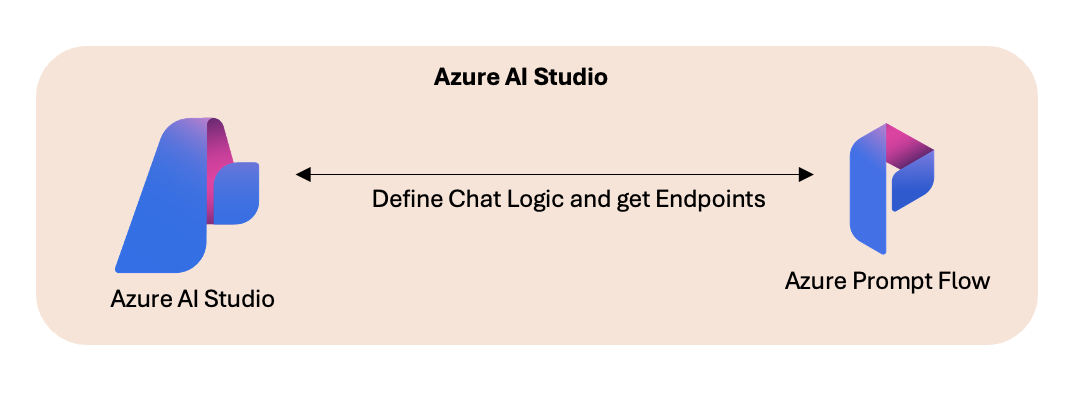 Azure AI Studio
Define Chat Logic and get Endpoints
Azure AI Studio
Azure Prompt Flow